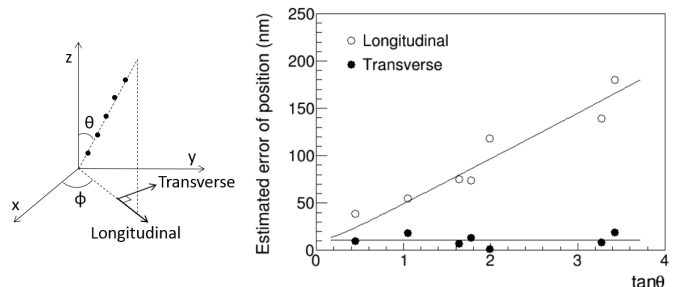 z
θ
y
Transverse
x
ϕ
Longitudinal
Estimated error of position (nm)
250
200
150
100
50
0
Longitudinal
Transverse
0
1
2
3
4
tanθ